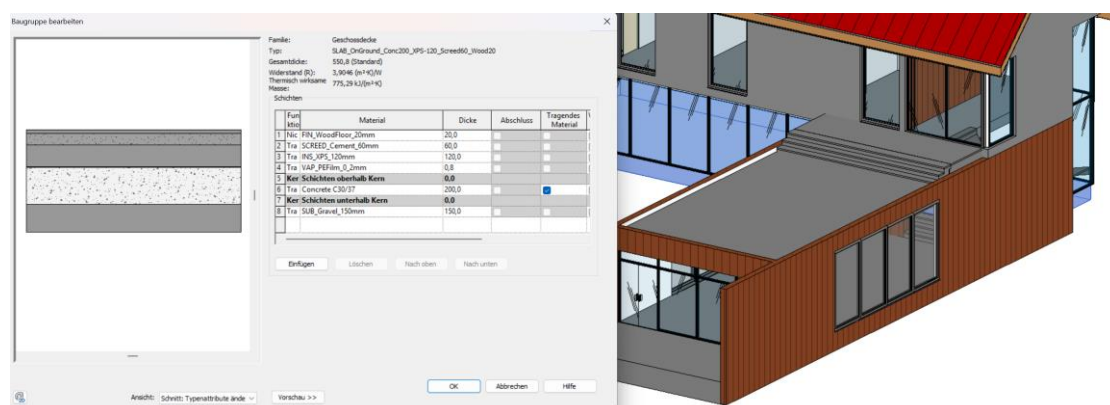 Baugruppe bearbeiten
Familie: Geschossdecke
Typ: SLAB_OnGround_Conc200_XPS-120_Screed60_Wood20
Gesamtdicke: 550,8 (Standard)
Widerstand (R): 3,9046 (m²·K)/W
Thermisch wirksame Masse: 775,29 kJ/(m²·K)
Schichten
Funktio Material Dicke Abschluss Tragendes Material
1 Nic FIN_WoodFloor_20mm 20,0
2 Tra SCREED_Cement_60mm 60,0
3 Tra INS_XPS_120mm 120,0
4 Tra VAP_PEFilm_0_2mm 0,8
5 Ker Schichten oberhalb Kern 0,0
6 Tra Concrete C30/37 200,0
7 Ker Schichten unterhalb Kern 0,0
8 Tra SUB_Gravel_150mm 150,0
Einfügen Löschen Nach oben Nach unten
OK Abbrechen Hilfe
Ansicht: Schnitt: Typenattribute ände Vorschau >>